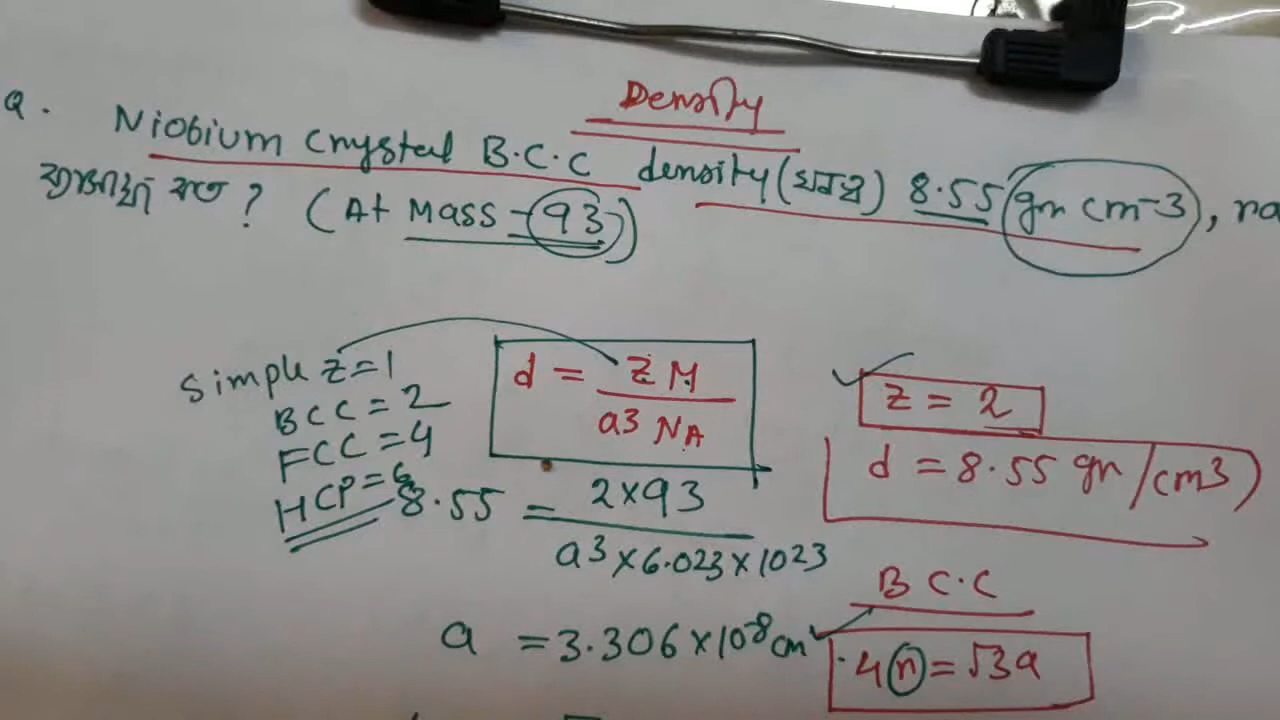 Density
Q. Niobium Crystal B.C.C density (ঘনত্ব) 8.55 gm cm-3, ra
কত? (At Mass - 93)
Simple z=1
BCC = 2
FCC = 4
HCP = 6
d = ZM / a3 NA
8.55 = 2×93 / a3 × 6.023 × 1023
a = 3.306 × 10-8 cm
z = 2
d = 8.55 gm/cm3)
B C.C
4 r = √3a